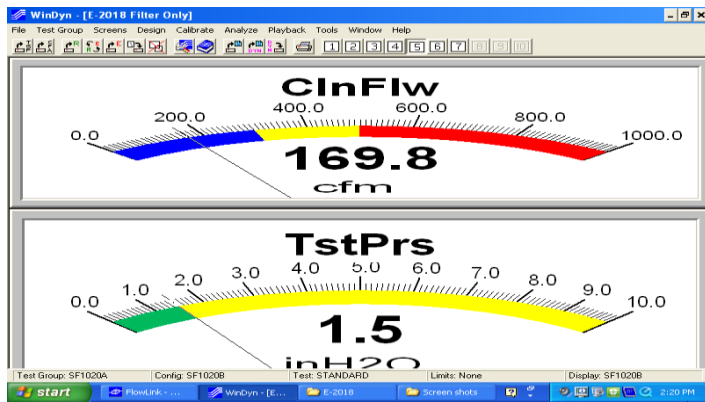 WinDyn - [E-2018 Filter Only]
File Test Group Screens Design Calibrate Analyze Playback Tools Window Help
1 2 3 4 5 6 7 8 9 10
ClnFlw
0.0 200.0 400.0 600.0 800.0 1000.0
169.8
cfm
TstPrs
0.0 1.0 2.0 3.0 4.0 5.0 6.0 7.0 8.0 9.0 10.0
1.5
inH2O
Test Group: SF1020A Config: SF1020B Test: STANDARD Limits: None Display: SF1020B
start FlowLink - ... WinDyn - [E... E-2018 Screen shots 2:20 PM